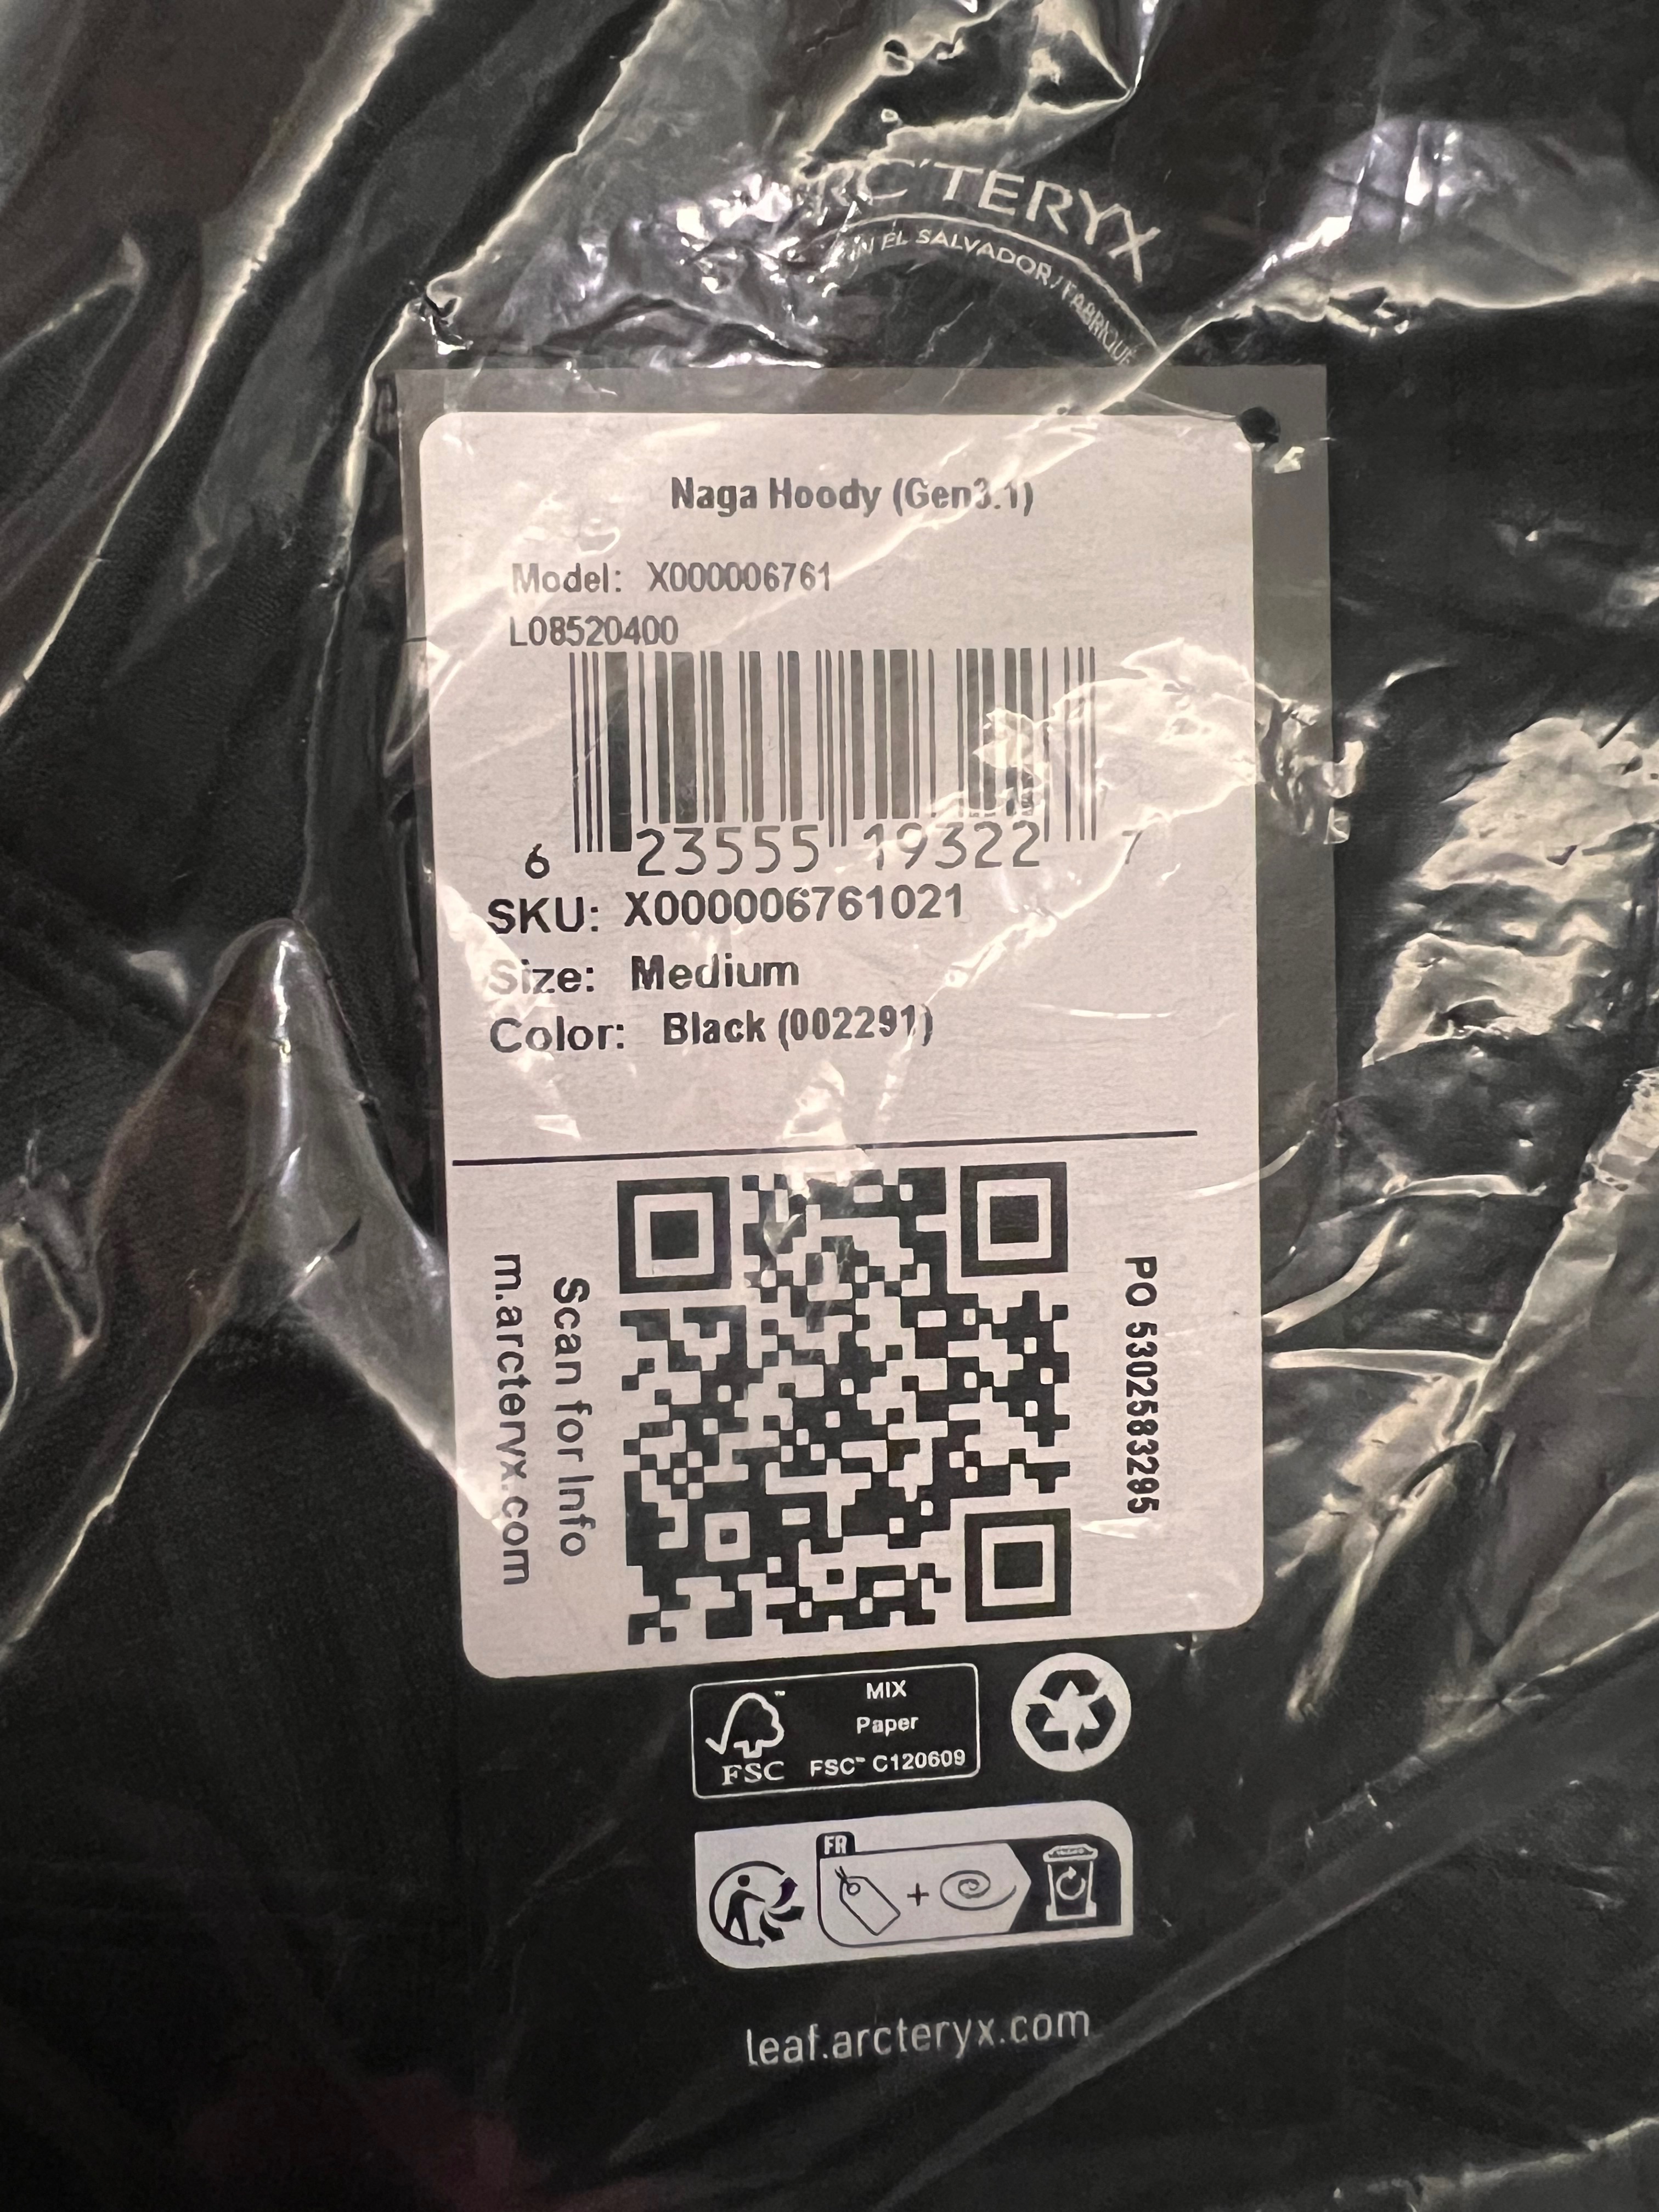 ARC'TERYX
IN EL SALVADOR / FABRIQUÉ
Naga Hoody (Gen3.1)
Model: X000006761
L08520400
6 23555 19322 7
SKU: X000006761021
Size: Medium
Color: Black (002291)
Scan for Info
m.arcteryx.com
PO 5302583295
FSC™
MIX
Paper
FSC™ C120609
FR
+
leaf.arcteryx.com